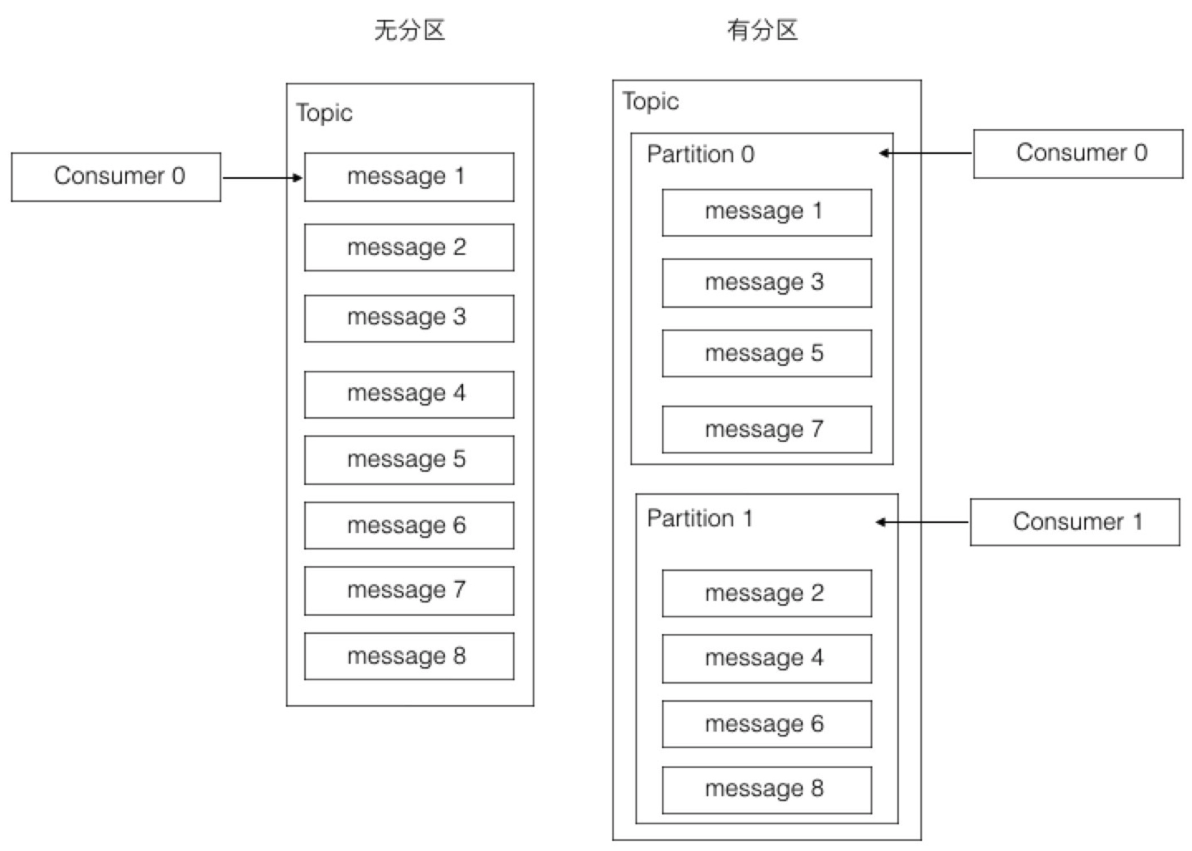 无分区
Topic
Consumer 0
message 1
message 2
message 3
message 4
message 5
message 6
message 7
message 8
有分区
Topic
Partition 0
Consumer 0
message 1
message 3
message 5
message 7
Partition 1
Consumer 1
message 2
message 4
message 6
message 8